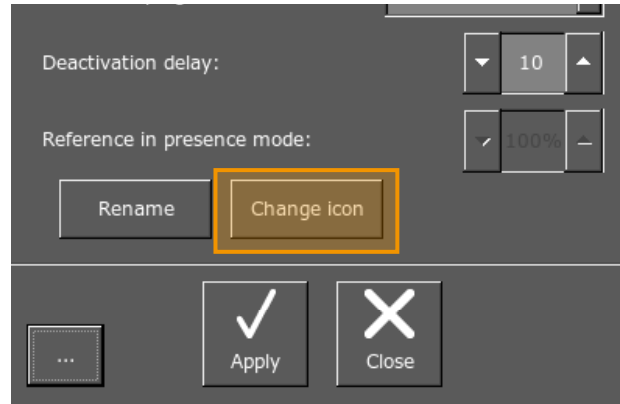 Deactivation delay:
10
Reference in presence mode:
100%
Rename
Change icon
...
Apply
Close